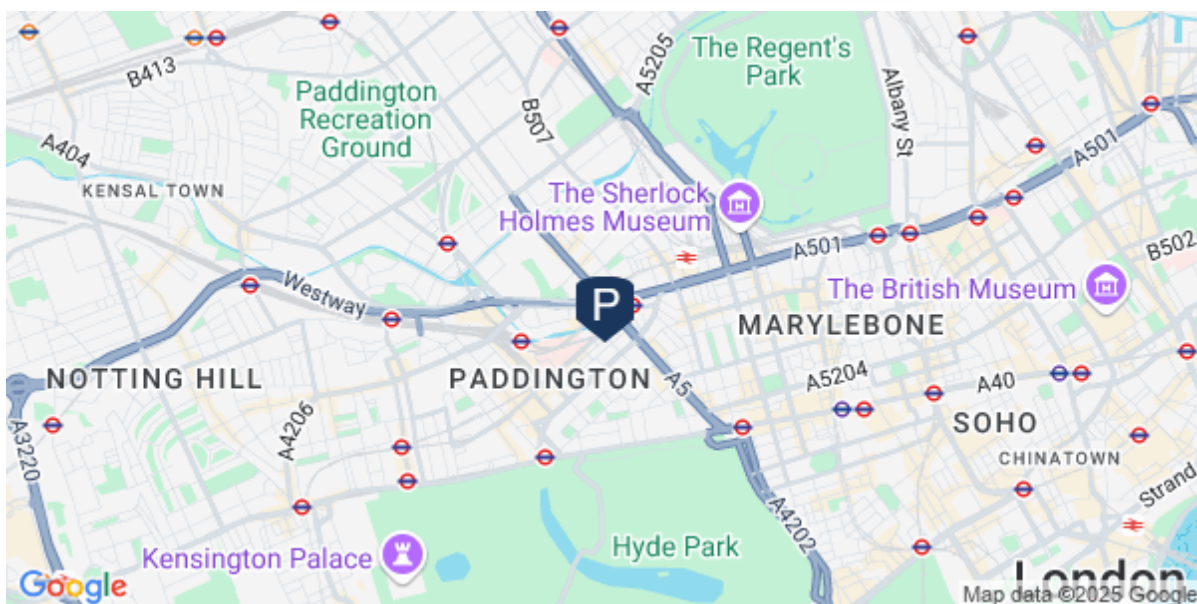 A5205
The Regent's
Park
B413
Paddington
Recreation
Ground
B507
Albany St
A501
A404
KENSAL TOWN
The Sherlock
Holmes Museum
A501
B502
Westway
The British Museum
P
MARYLEBONE
NOTTING HILL
PADDINGTON
A5
A5204
A40
A3220
A4206
SOHO
CHINATOWN
Strand
A4202
Kensington Palace
Hyde Park
Google
London
Map data ©2025 Google